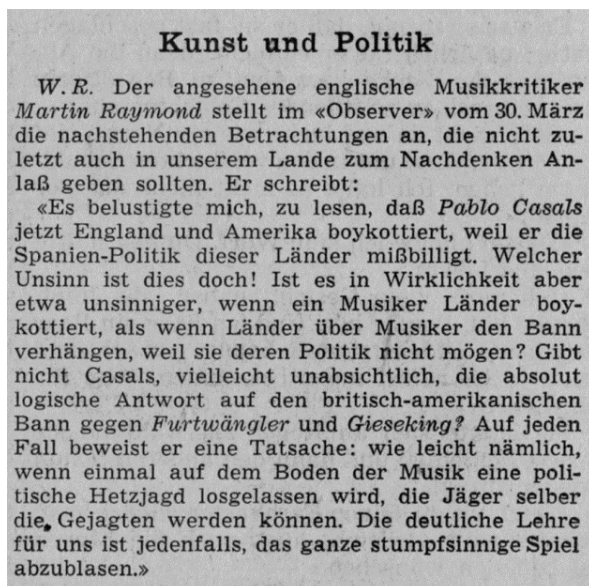 Kunst und Politik
W. R. Der angesehene englische Musikkritiker
Martin Raymond stellt im «Observer» vom 30. März
die nachstehenden Betrachtungen an, die nicht zu-
letzt auch in unserem Lande zum Nachdenken An-
laß geben sollten. Er schreibt:
«Es belustigte mich, zu lesen, daß Pablo Casals
jetzt England und Amerika boykottiert, weil er die
Spanien-Politik dieser Länder mißbilligt. Welcher
Unsinn ist dies doch! Ist es in Wirklichkeit aber
etwa unsinniger, wenn ein Musiker Länder boy-
kottiert, als wenn Länder über Musiker den Bann
verhängen, weil sie deren Politik nicht mögen? Gibt
nicht Casals, vielleicht unabsichtlich, die absolut
logische Antwort auf den britisch-amerikanischen
Bann gegen Furtwängler und Gieseking? Auf jeden
Fall beweist er eine Tatsache: wie leicht nämlich,
wenn einmal auf dem Boden der Musik eine poli-
tische Hetzjagd losgelassen wird, die Jäger selber
die Gejagten werden können. Die deutliche Lehre
für uns ist jedenfalls, das ganze stumpfsinnige Spiel
abzublasen.»